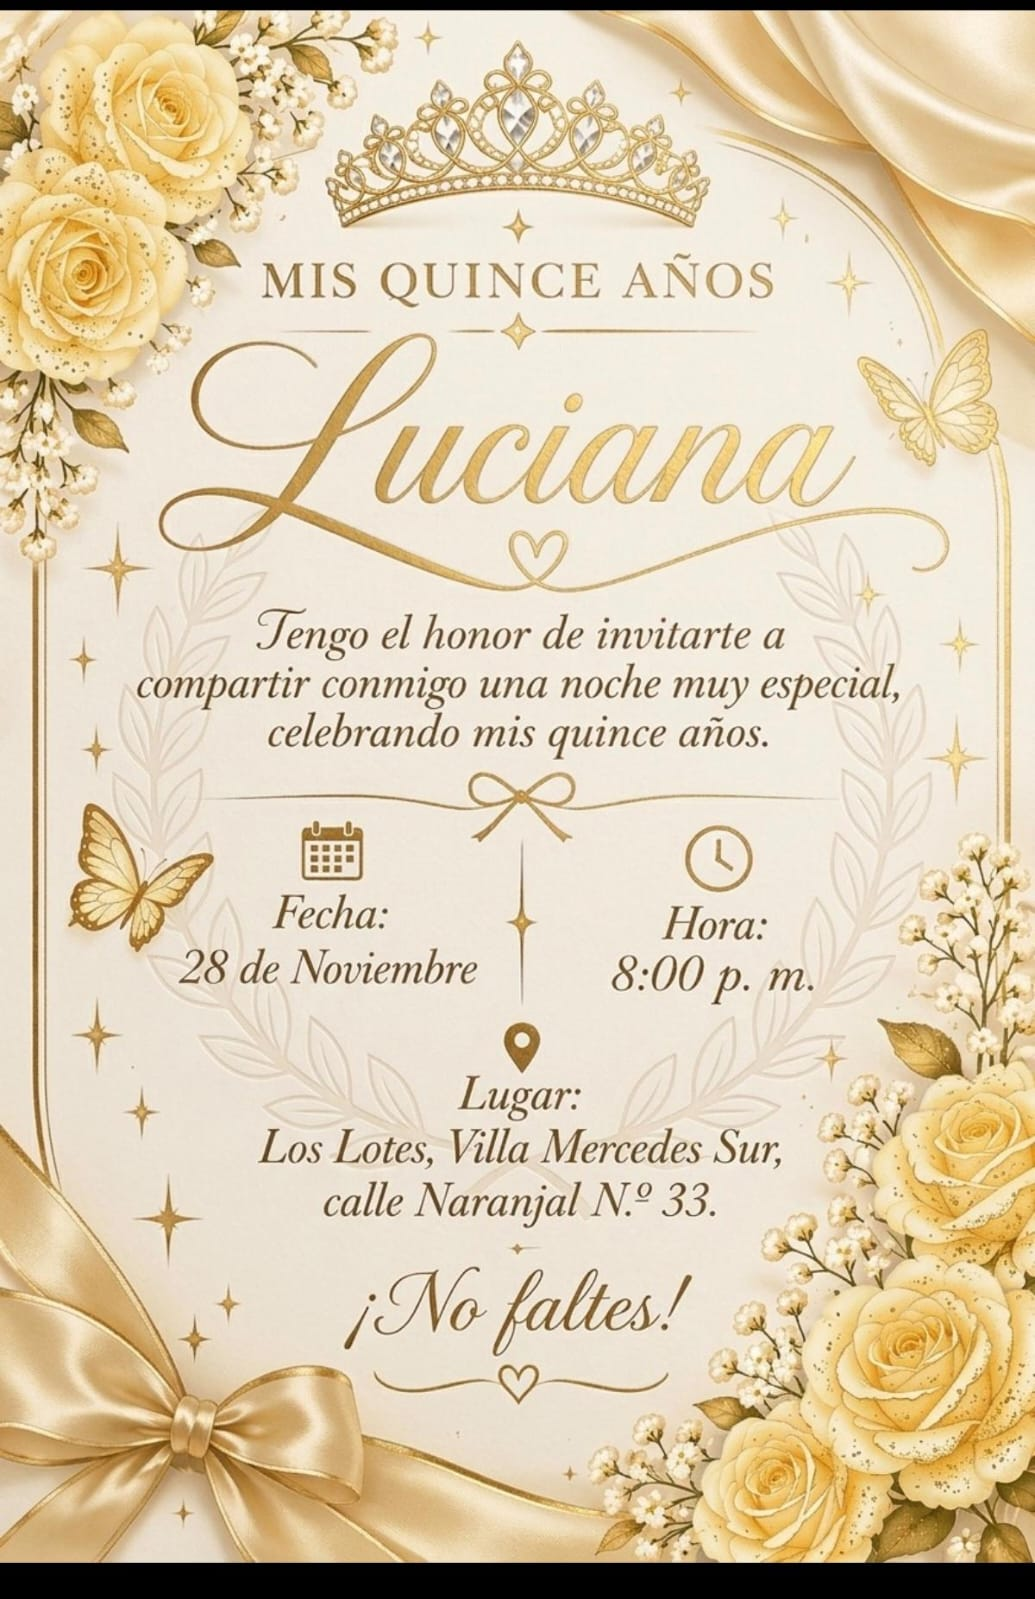 MIS QUINCE AÑOS
Luciana
Tengo el honor de invitarte a
compartir conmigo una noche muy especial,
celebrando mis quince años.
Fecha:
28 de Noviembre
Hora:
8:00 p. m.
Lugar:
Los Lotes, Villa Mercedes Sur,
calle Naranjal N.º 33.
¡No faltes!